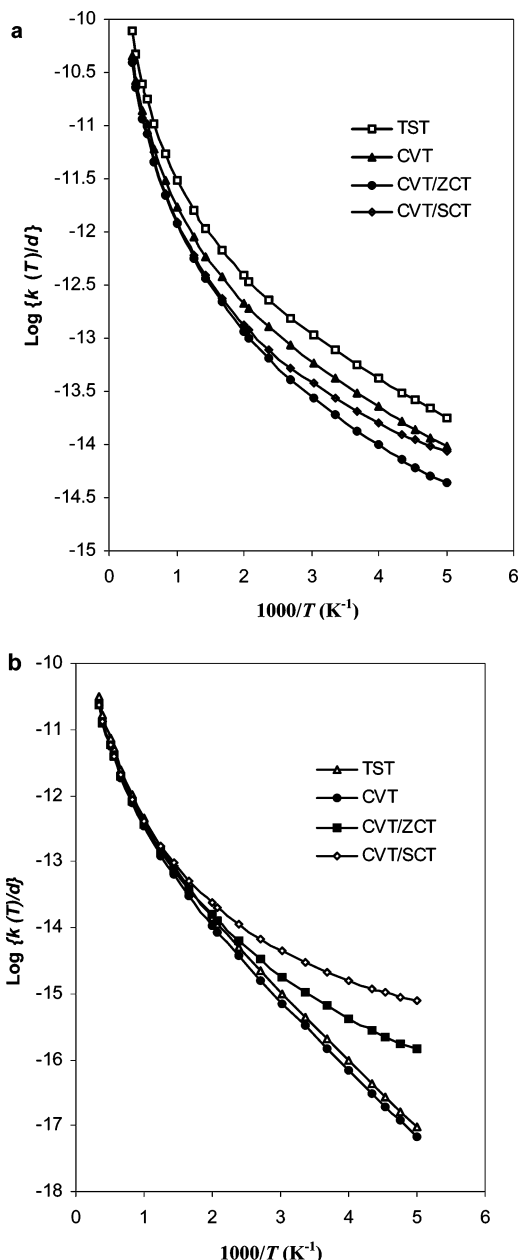 a
-10
-10.5
-11
-11.5
-12
-12.5
-13
-13.5
-14
-14.5
-15
Log {k (T)/d}
TST
CVT
CVT/ZCT
CVT/SCT
0 1 2 3 4 5 6
1000/T (K⁻¹)
b
-10
-11
-12
-13
-14
-15
-16
-17
-18
Log {k (T)/d}
TST
CVT
CVT/ZCT
CVT/SCT
0 1 2 3 4 5 6
1000/T (K⁻¹)